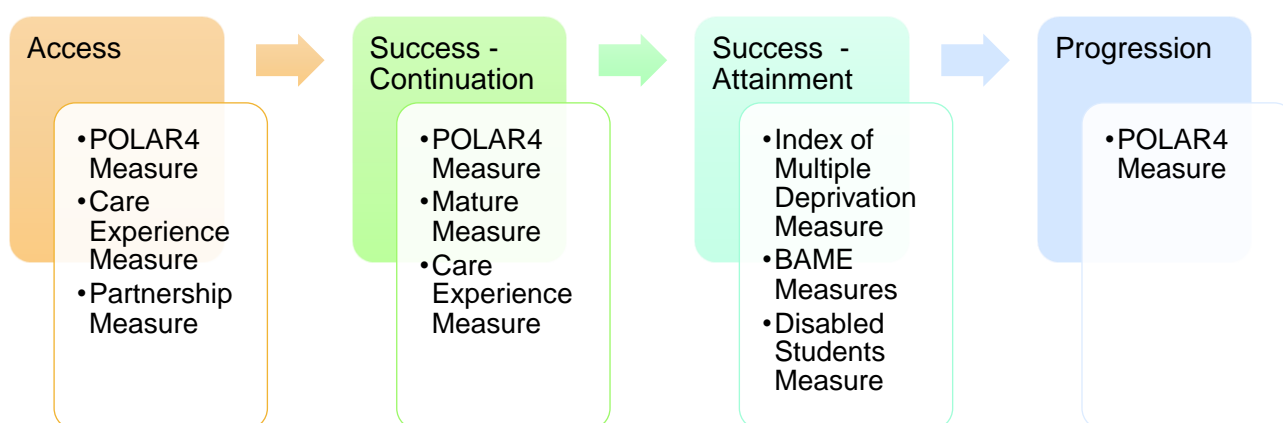 Access
•POLAR4
Measure
•Care
Experience
Measure
•Partnership
Measure
Success -
Continuation
•POLAR4
Measure
•Mature
Measure
•Care
Experience
Measure
Success -
Attainment
•Index of
Multiple
Deprivation
Measure
•BAME
Measures
•Disabled
Students
Measure
Progression
•POLAR4
Measure